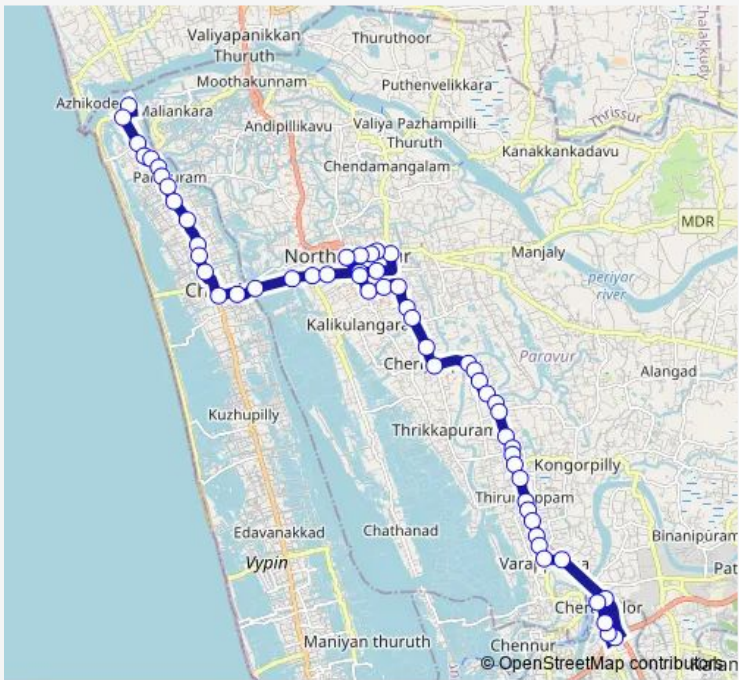 Valiyapanikkan
Thuruth
Thuruthoor
Chalakkudy
Moothakunnam
Puthenvelikkara
Azhikode
Maliankara
Andipillikavu
Valiya Pazhampilli
Thuruth
Thrissur
Kanakkankadavu
Chendamangalam
MDR
Manjaly
periyar
river
Kalikulangara
Paravur
Alangad
Kuzhupilly
Thrikkapuram
Kongorpilly
Edavanakkad
Chathanad
Binanipuram
Vypin
Maniyan thuruth
Chennur
© OpenStreetMap contributors